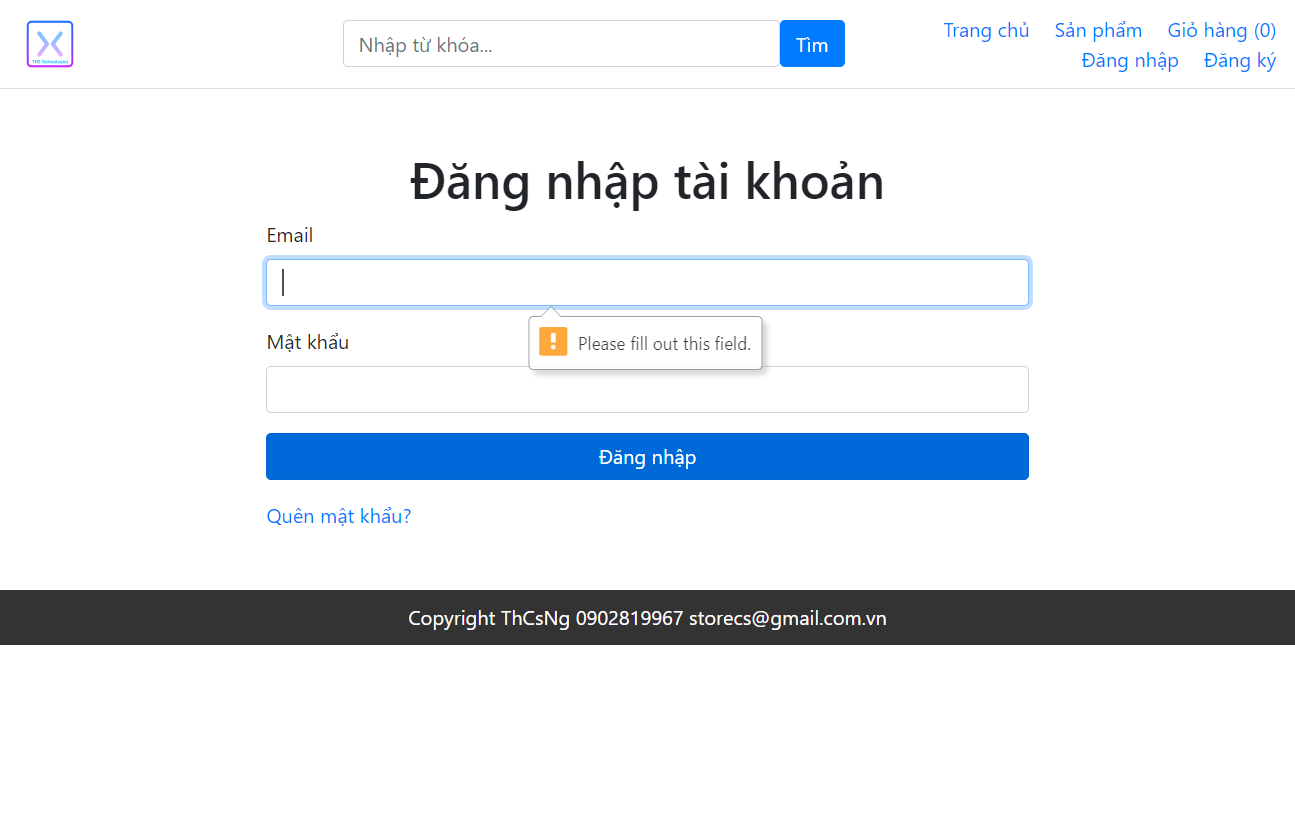 TNS Technologies
Nhập từ khóa...
Tìm
Trang chủ Sản phẩm Giỏ hàng (0)
Đăng nhập Đăng ký
Đăng nhập tài khoản
Email
Please fill out this field.
Mật khẩu
Đăng nhập
Quên mật khẩu?
Copyright ThCsNg 0902819967 storecs@gmail.com.vn